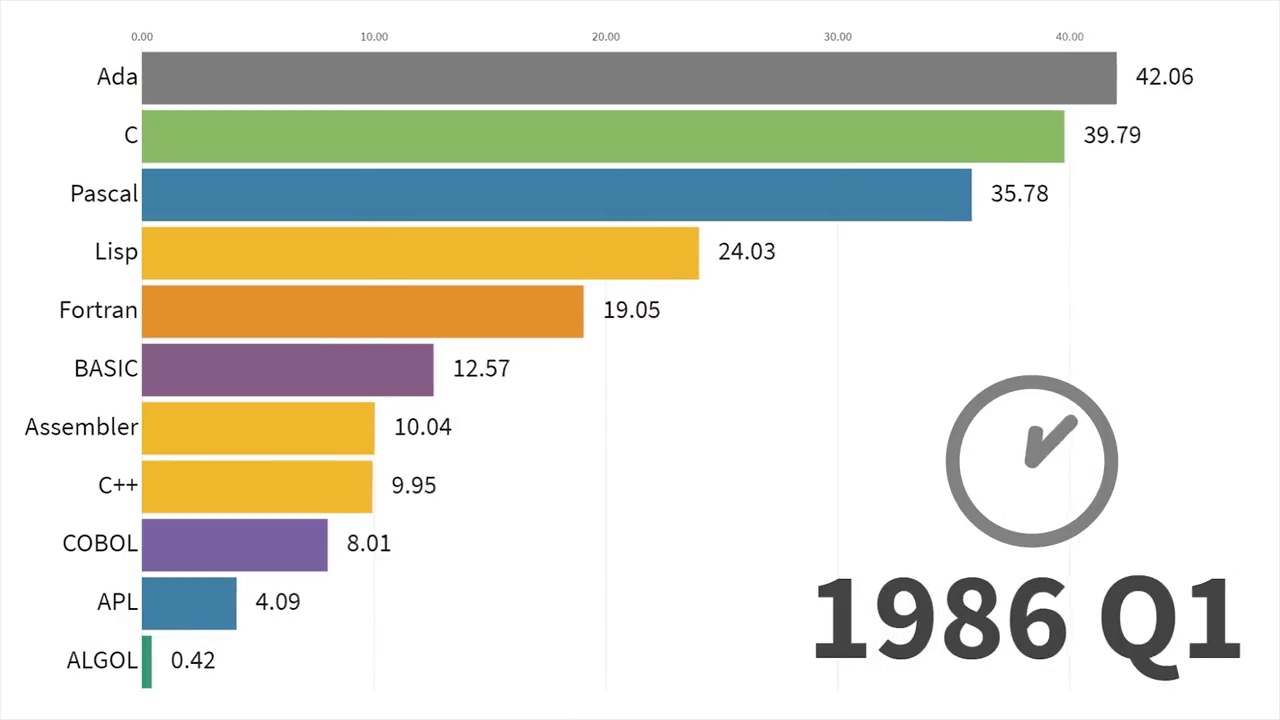 0.00 10.00 20.00 30.00 40.00
Ada 42.06
C 39.79
Pascal 35.78
Lisp 24.03
Fortran 19.05
BASIC 12.57
Assembler 10.04
C++ 9.95
COBOL 8.01
APL 4.09
ALGOL 0.42
1986 Q1